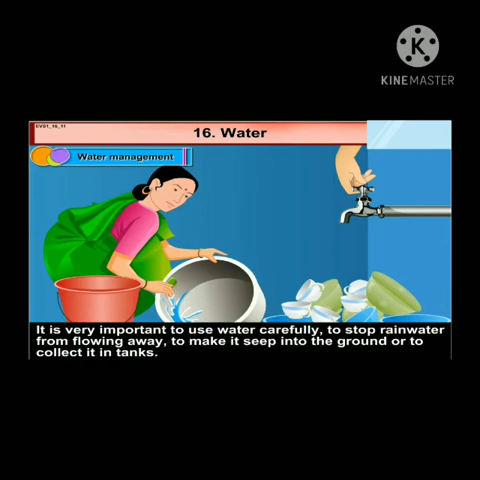 K
KINEMASTER
EVS1_16_11
16. Water
Water management
It is very important to use water carefully, to stop rainwater
from flowing away, to make it seep into the ground or to
collect it in tanks.